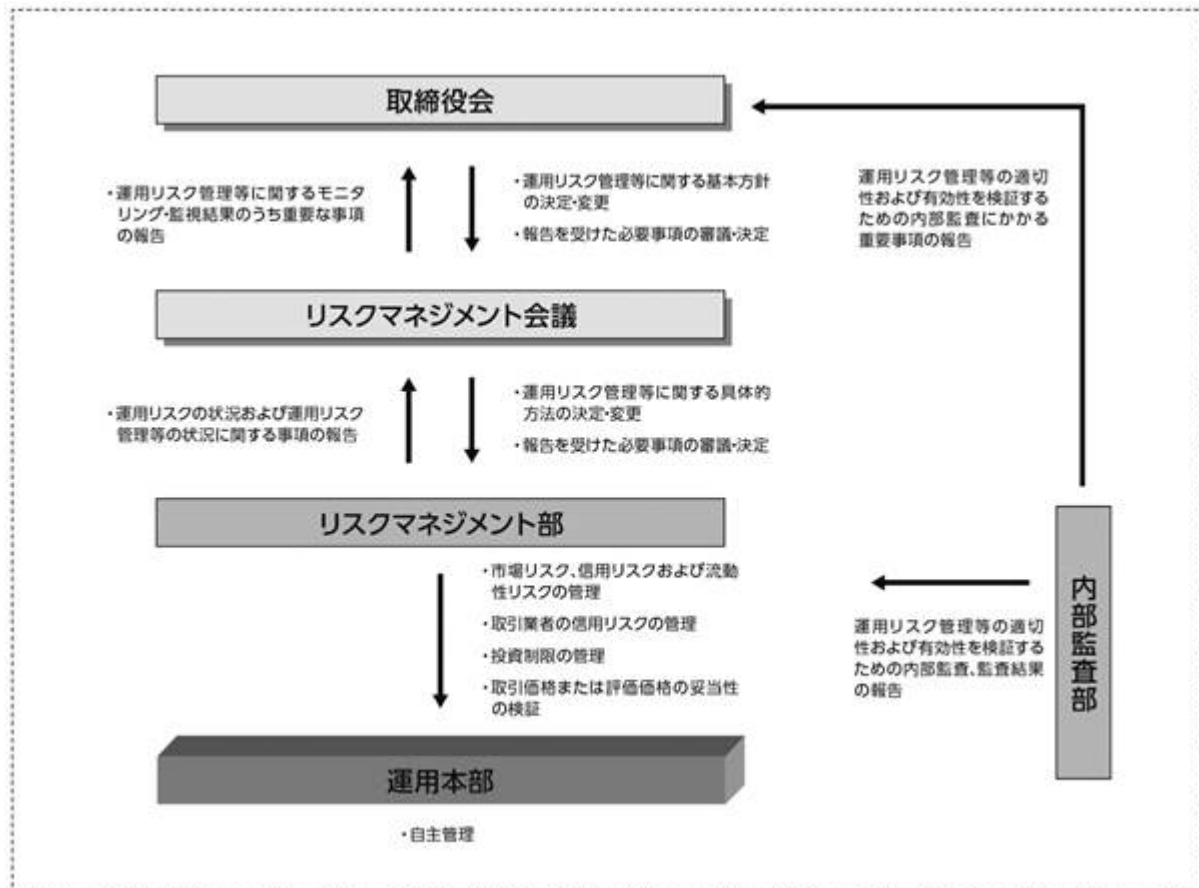 取締役会
・運用リスク管理等に関するモニタ
リング・監視結果のうち重要な事項
の報告
・運用リスク管理等に関する基本方針
の決定・変更
・報告を受けた必要事項の審議・決定
運用リスク管理等の適切
性および有効性を検証す
るための内部監査にかかる
重要事項の報告
リスクマネジメント会議
・運用リスクの状況および運用リスク
管理等の状況に関する事項の報告
・運用リスク管理等に関する具体的
方法の決定・変更
・報告を受けた必要事項の審議・決定
リスクマネジメント部
・市場リスク、信用リスクおよび流動
性リスクの管理
・取引業者の信用リスクの管理
・投資制限の管理
・取引価格または評価価格の妥当性
の検証
運用リスク管理等の適切
性および有効性を検証する
ための内部監査、監査結果
の報告
内部監査部
運用本部
・自主管理